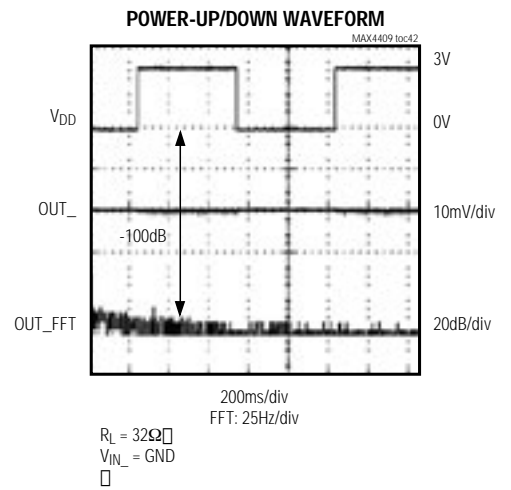 POWER-UP/DOWN WAVEFORM
MAX4409 toc42
3V
VDD
0V
OUT_
10mV/div
-100dB
OUT_FFT
20dB/div
200ms/div
FFT: 25Hz/div
RL = 32Ω
VIN_ = GND